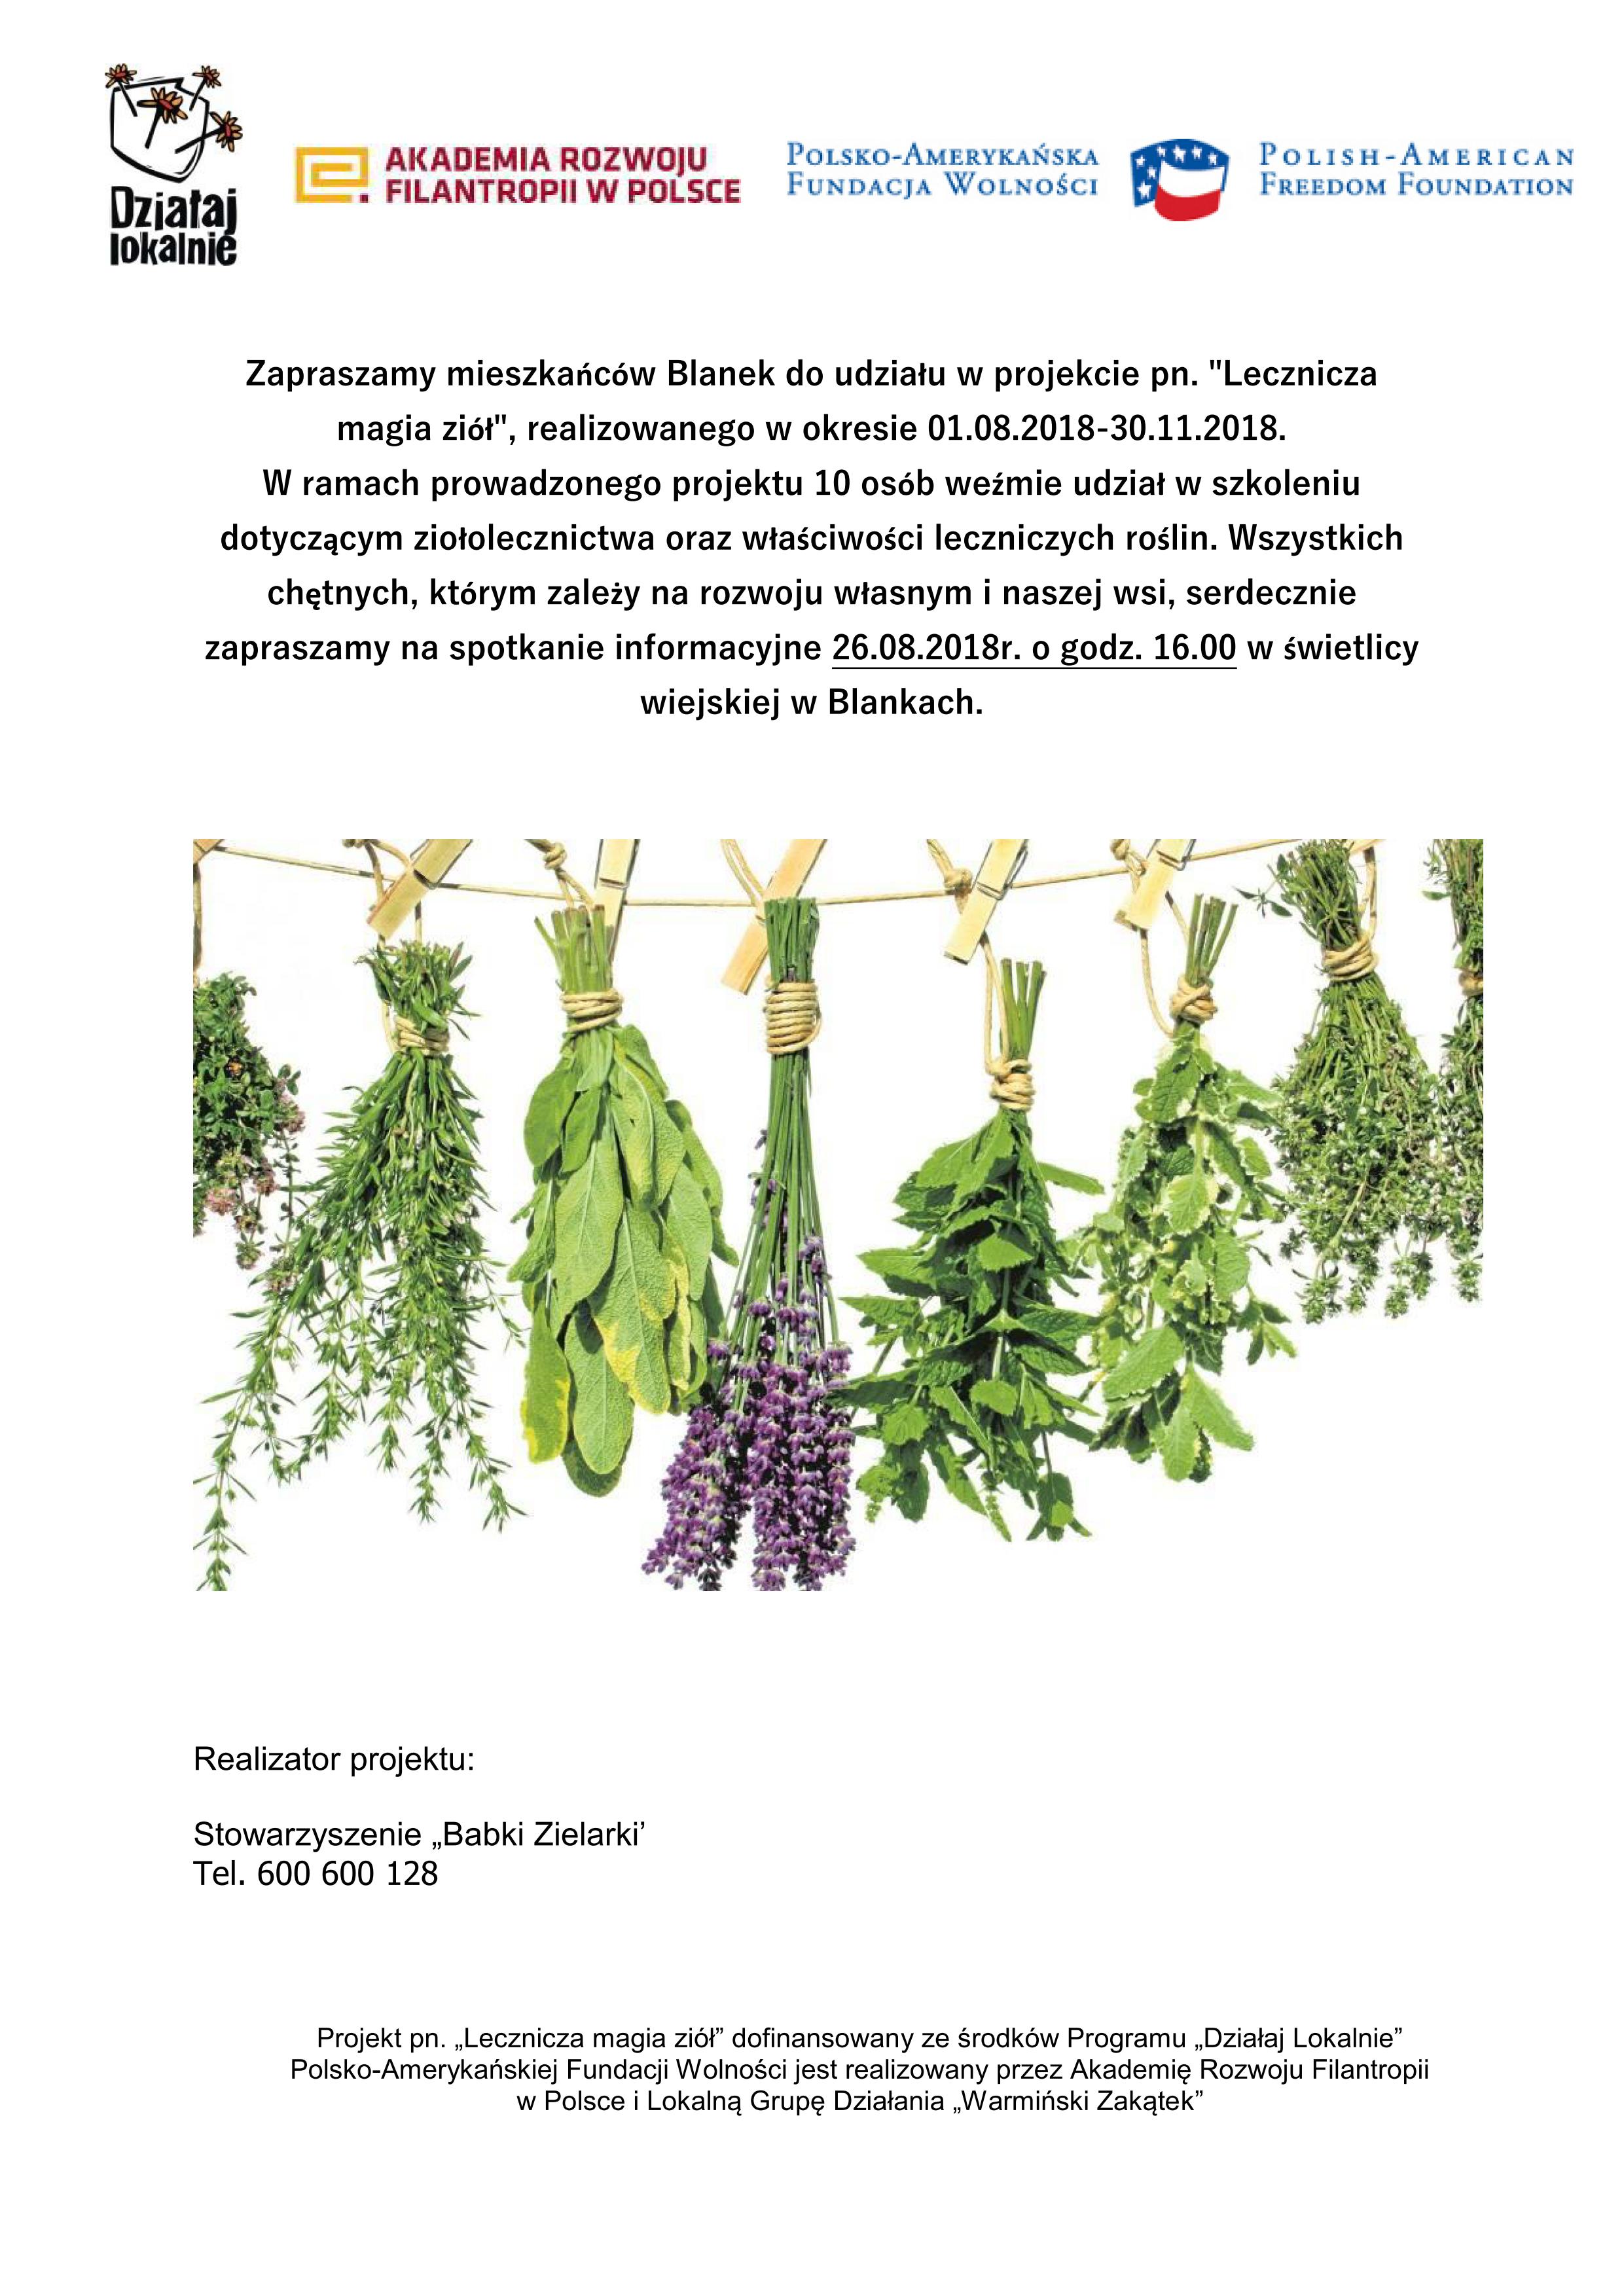 Działaj
lokalnie
AKADEMIA ROZWOJU
FILANTROPII W POLSCE
POLSKO-AMERYKAŃSKA
FUNDACJA WOLNOŚCI
POLISH-AMERICAN
FREEDOM FOUNDATION
Zapraszamy mieszkańców Blanek do udziału w projekcie pn. "Lecznicza
magia ziół", realizowanego w okresie 01.08.2018-30.11.2018.
W ramach prowadzonego projektu 10 osób weźmie udział w szkoleniu
dotyczącym ziołolecznictwa oraz właściwości leczniczych roślin. Wszystkich
chętnych, którym zależy na rozwoju własnym i naszej wsi, serdecznie
zapraszamy na spotkanie informacyjne 26.08.2018r. o godz. 16.00 w świetlicy
wiejskiej w Blankach.
Realizator projektu:
Stowarzyszenie „Babki Zielarki’
Tel. 600 600 128
Projekt pn. „Lecznicza magia ziół” dofinansowany ze środków Programu „Działaj Lokalnie”
Polsko-Amerykańskiej Fundacji Wolności jest realizowany przez Akademię Rozwoju Filantropii
w Polsce i Lokalną Grupę Działania „Warmiński Zakątek”